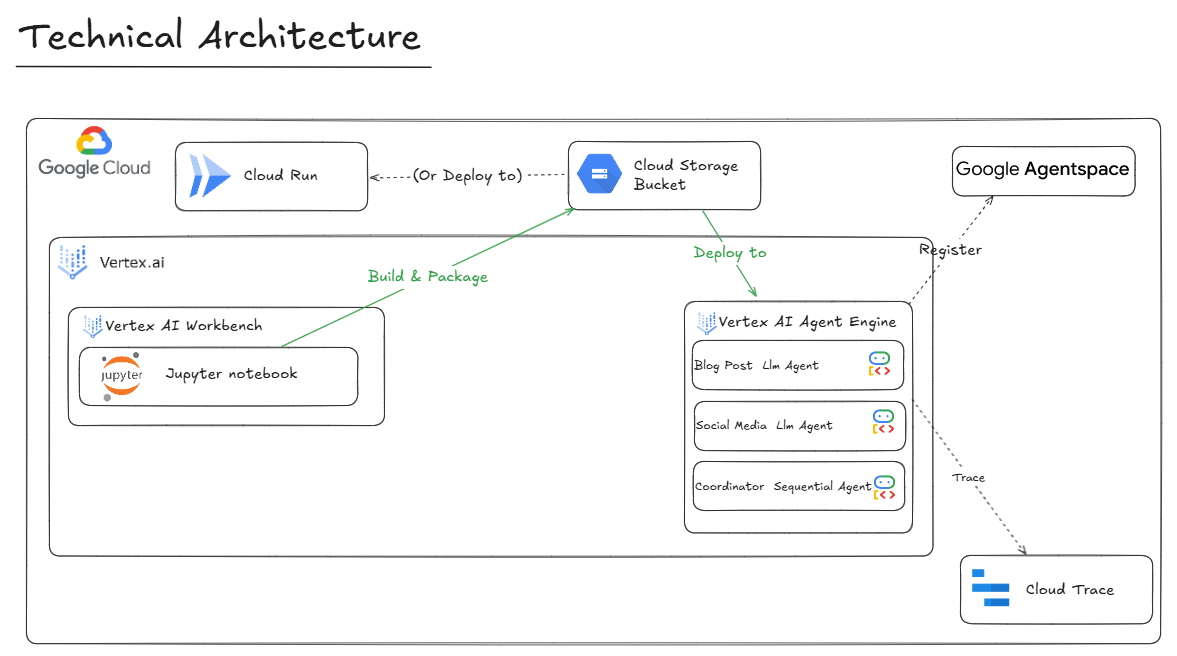 Technical Architecture
Google Cloud
Cloud Run
(Or Deploy to)
Cloud Storage
Bucket
Google Agentspace
Register
Vertex.ai
Build & Package
Deploy to
Vertex AI Workbench
jupyter
Jupyter notebook
Vertex AI Agent Engine
Blog Post Llm Agent
Social Media Llm Agent
Coordinator Sequential Agent
Trace
Cloud Trace